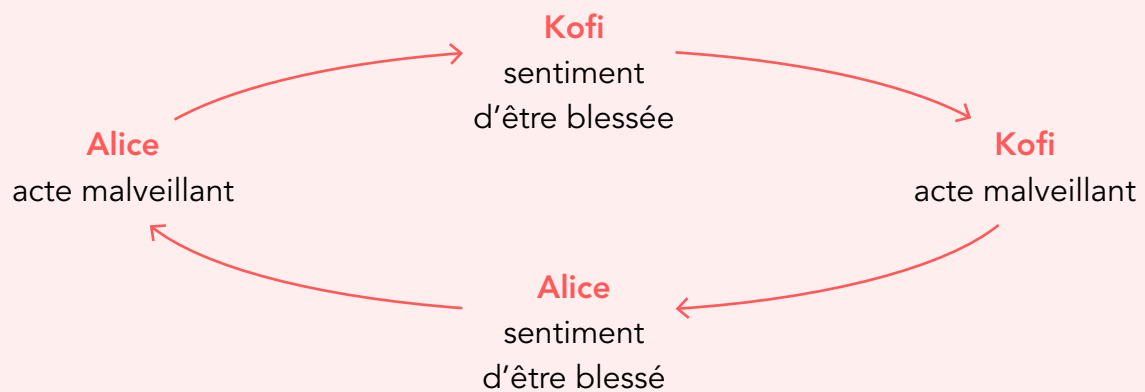 Kofi
sentiment
d’être blessée
Alice
acte malveillant
Kofi
acte malveillant
Alice
sentiment
d’être blessé